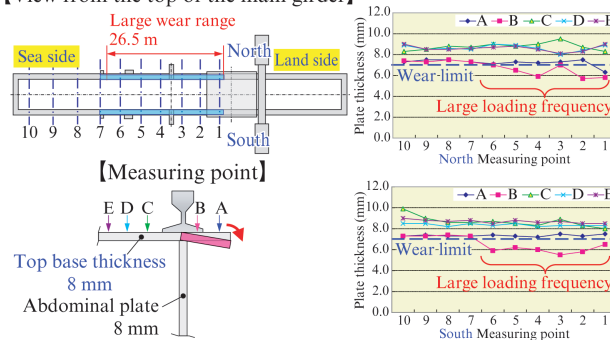 【View from the top of the main girder】
Large wear range
26.5 m
North
Sea side
Land side
10 9 8 7 6 5 4 3 2 1
South
【Measuring point】
E D C B A
Top base thickness
8 mm
Abdominal plate
8 mm
Plate thickness (mm)
12.0
10.0
8.0
6.0
4.0
2.0
0.0
A B C D E
Wear-limit
Large loading frequency
10 9 8 7 6 5 4 3 2 1
North Measuring point
Plate thickness (mm)
12.0
10.0
8.0
6.0
4.0
2.0
0.0
A B C D E
Wear-limit
Large loading frequency
10 9 8 7 6 5 4 3 2 1
South Measuring point